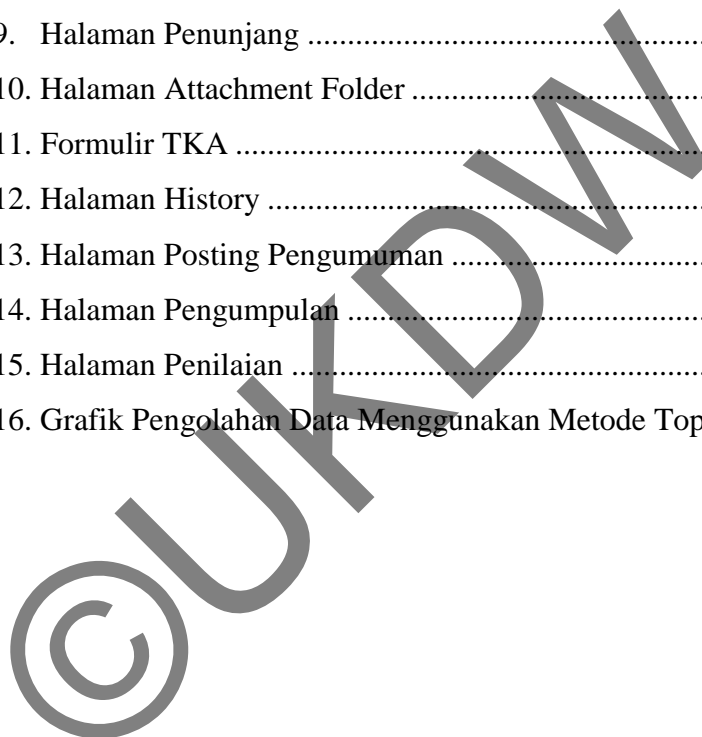 9. Halaman Penunjang ....................................................
10. Halaman Attachment Folder ......................................
11. Formulir TKA .............................................................
12. Halaman History .........................................................
13. Halaman Posting Pengumuman .................................
14. Halaman Pengumpulan ..............................................
15. Halaman Penilaian .....................................................
16. Grafik Pengolahan Data Menggunakan Metode Top
©UKDW